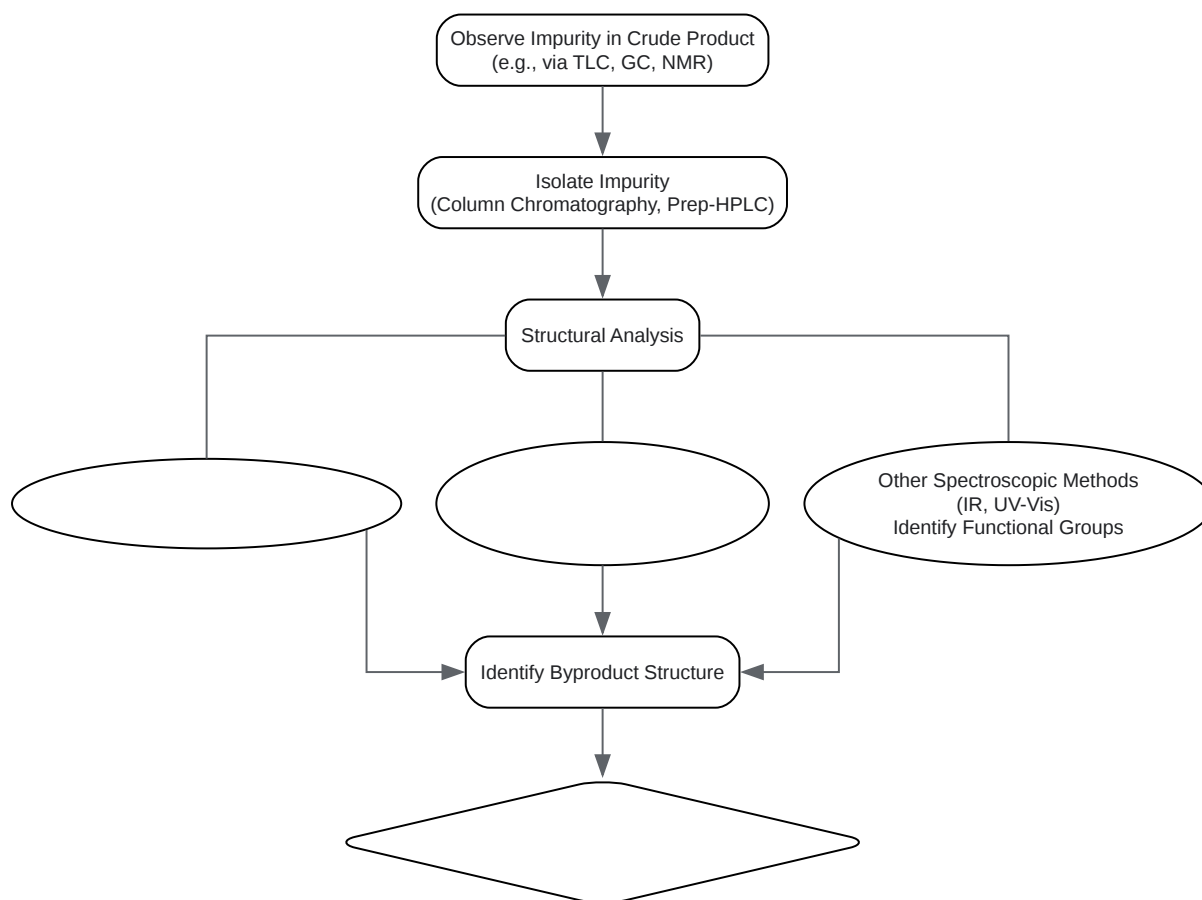 Observe Impurity in Crude Product
(e.g., via TLC, GC, NMR)
Isolate Impurity
(Column Chromatography, Prep-HPLC)
Structural Analysis
Other Spectroscopic Methods
(IR, UV-Vis)
Identify Functional Groups
Identify Byproduct Structure